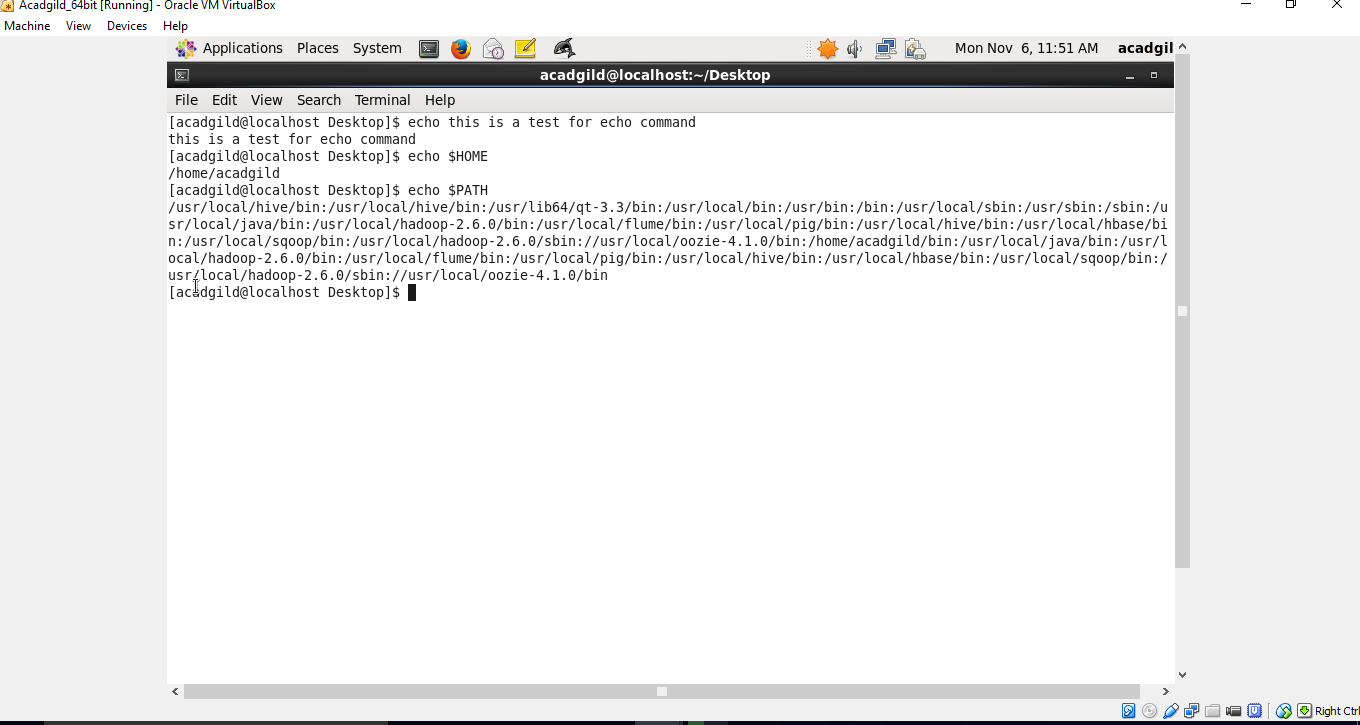 Acadgild_64bit [Running] - Oracle VM VirtualBox
Machine View Devices Help
Applications Places System
Mon Nov 6, 11:51 AM acadgil
acadgild@localhost:~/Desktop
File Edit View Search Terminal Help
[acadgild@localhost Desktop]$ echo this is a test for echo command
this is a test for echo command
[acadgild@localhost Desktop]$ echo $HOME
/home/acadgild
[acadgild@localhost Desktop]$ echo $PATH
/usr/local/hive/bin:/usr/local/hive/bin:/usr/lib64/qt-3.3/bin:/usr/local/bin:/usr/bin:/bin:/usr/local/sbin:/usr/sbin:/sbin:/u
sr/local/java/bin:/usr/local/hadoop-2.6.0/bin:/usr/local/flume/bin:/usr/local/pig/bin:/usr/local/hive/bin:/usr/local/hbase/bi
n:/usr/local/sqoop/bin:/usr/local/hadoop-2.6.0/sbin://usr/local/oozie-4.1.0/bin:/home/acadgild/bin:/usr/local/java/bin:/usr/l
ocal/hadoop-2.6.0/bin:/usr/local/flume/bin:/usr/local/pig/bin:/usr/local/hive/bin:/usr/local/hbase/bin:/usr/local/sqoop/bin:/
usr/local/hadoop-2.6.0/sbin://usr/local/oozie-4.1.0/bin
[acadgild@localhost Desktop]$
Right Ctrl